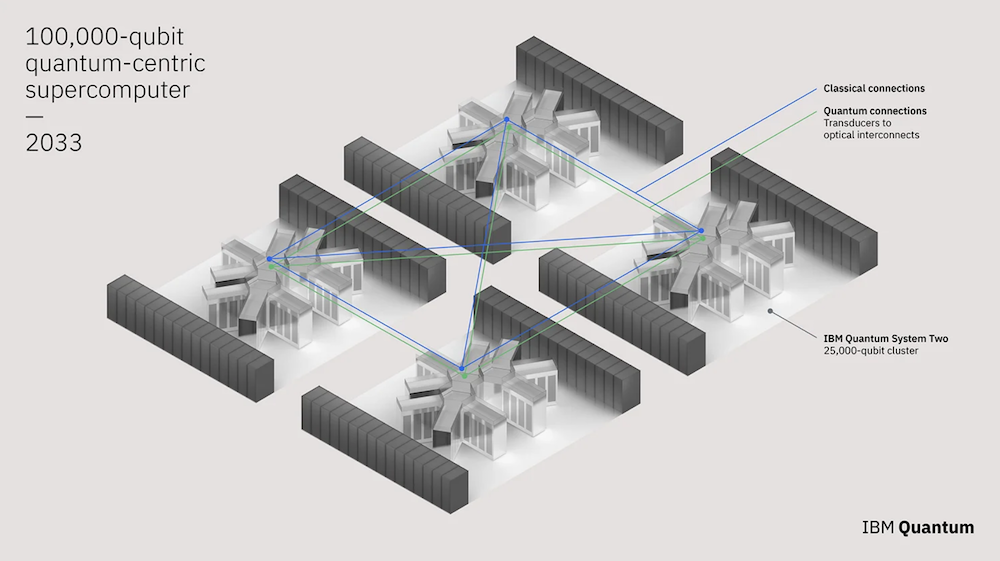 100,000-qubit
quantum-centric
supercomputer
—
2033
Classical connections
Quantum connections
Transducers to
optical interconnects
IBM Quantum System Two
25,000-qubit cluster
IBM Quantum